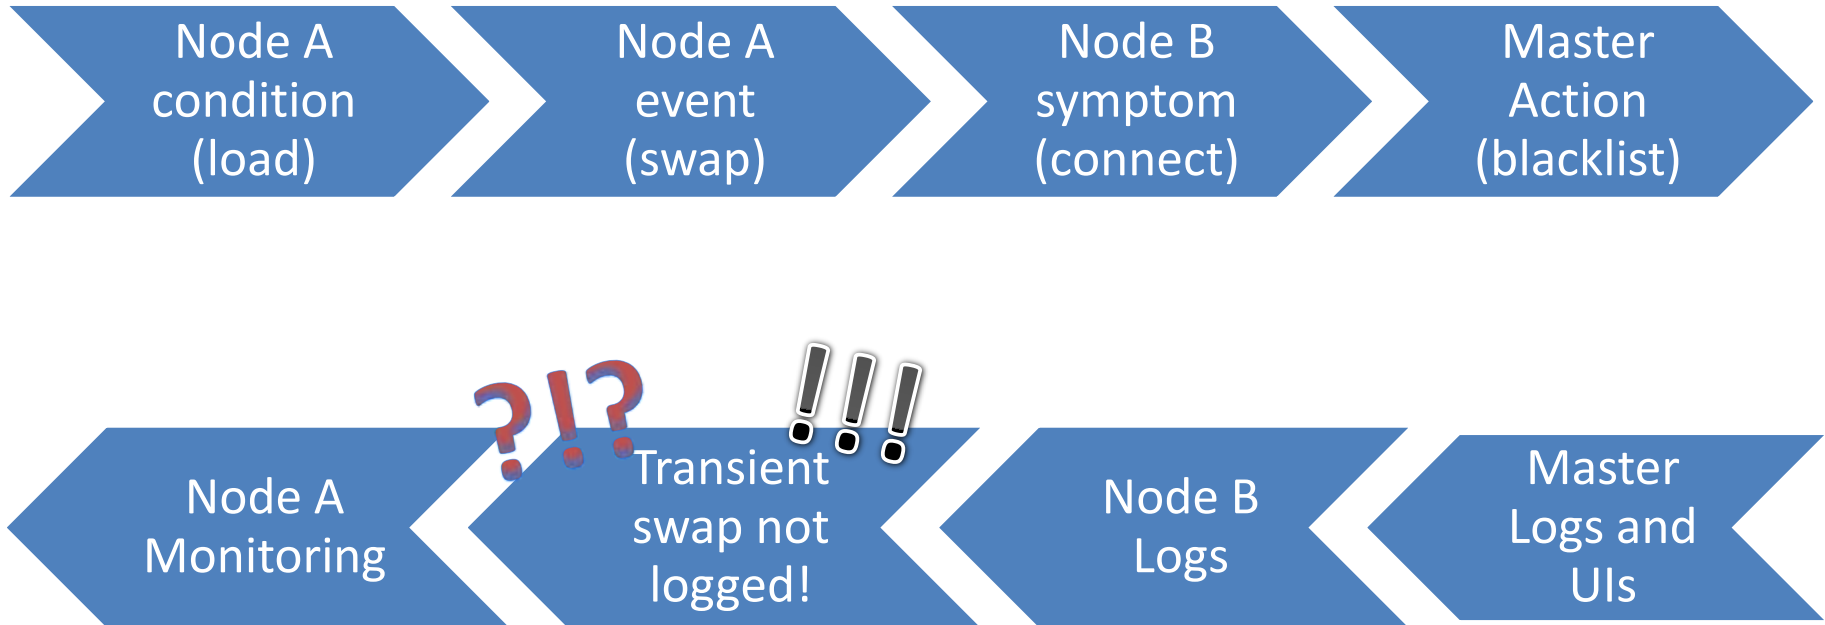 Node A
condition
(load)
Node A
event
(swap)
Node B
symptom
(connect)
Master
Action
(blacklist)
?!?
!!!
Node A
Monitoring
Transient
swap not
logged!
Node B
Logs
Master
Logs and
UIs